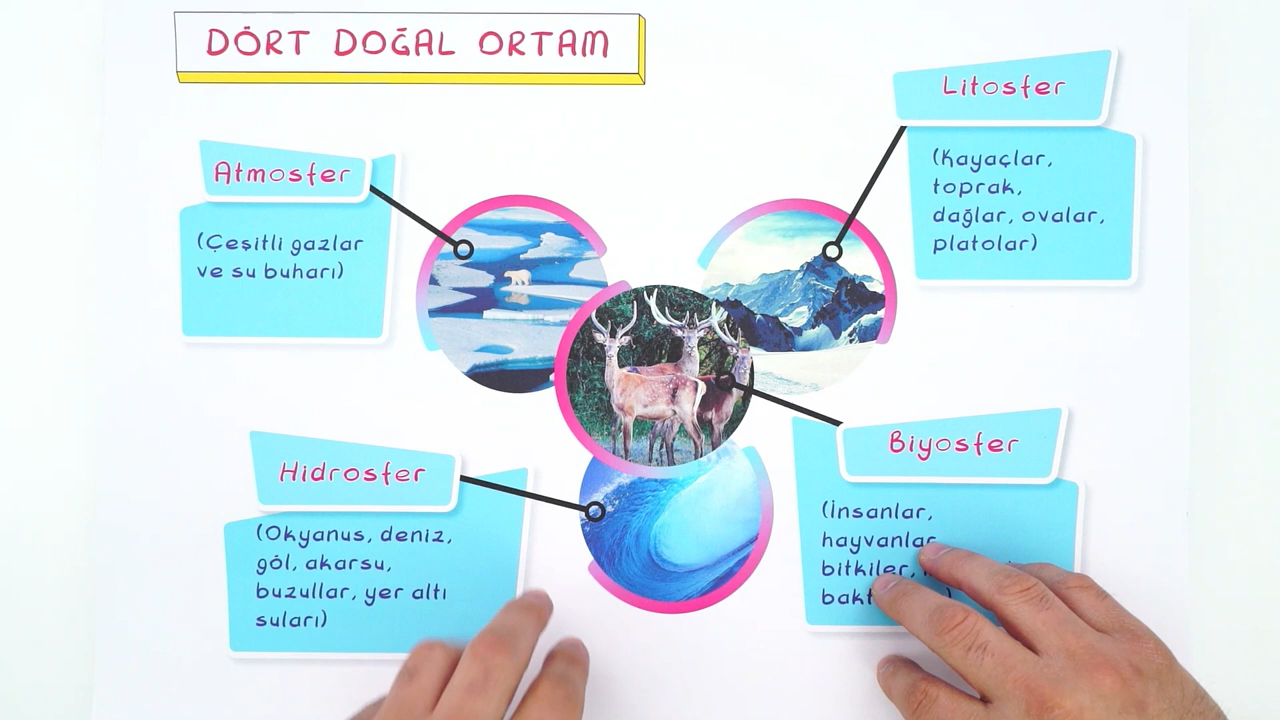 DÖRT DOĞAL ORTAM
Atmosfer
(Çeşitli gazlar
ve su buharı)
Litosfer
(Kayaçlar,
toprak,
dağlar, ovalar,
platolar)
Hidrosfer
(Okyanus, deniz,
göl, akarsu,
buzullar, yer altı
suları)
Biyosfer
(İnsanlar,
hayvanlar,
bitkiler,